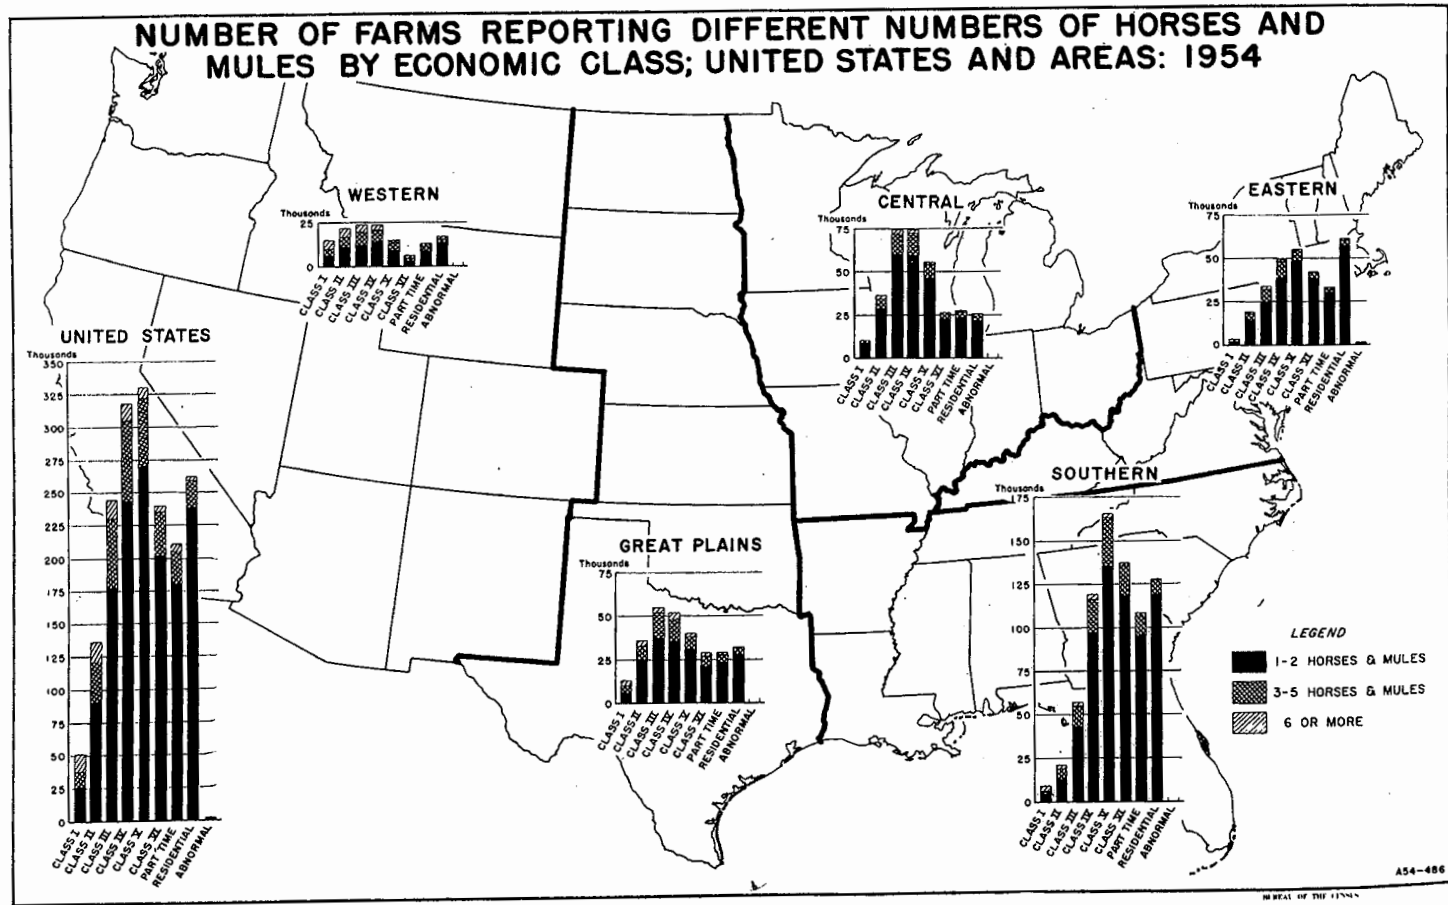 NUMBER OF FARMS REPORTING DIFFERENT NUMBERS OF HORSES AND
MULES BY ECONOMIC CLASS; UNITED STATES AND AREAS: 1954
WESTERN
Thousands
25
0
CLASS I
CLASS II
CLASS III
CLASS IV
CLASS V
CLASS VI
PART TIME
RESIDENTIAL
ABNORMAL
CENTRAL
Thousands
75
50
25
0
CLASS I
CLASS II
CLASS III
CLASS IV
CLASS V
CLASS VI
PART TIME
RESIDENTIAL
ABNORMAL
EASTERN
Thousands
75
50
25
0
CLASS I
CLASS II
CLASS III
CLASS IV
CLASS V
CLASS VI
PART TIME
RESIDENTIAL
ABNORMAL
UNITED STATES
Thousands
350
325
300
275
250
225
200
175
150
125
100
75
50
25
0
CLASS I
CLASS II
CLASS III
CLASS IV
CLASS V
CLASS VI
PART TIME
RESIDENTIAL
ABNORMAL
GREAT PLAINS
Thousands
75
50
25
0
CLASS I
CLASS II
CLASS III
CLASS IV
CLASS V
CLASS VI
PART TIME
RESIDENTIAL
ABNORMAL
SOUTHERN
Thousands
175
150
125
100
75
50
25
0
CLASS I
CLASS II
CLASS III
CLASS IV
CLASS V
CLASS VI
PART TIME
RESIDENTIAL
ABNORMAL
LEGEND
1-2 HORSES & MULES
3-5 HORSES & MULES
6 OR MORE
A54-486
BUREAU OF THE CENSUS